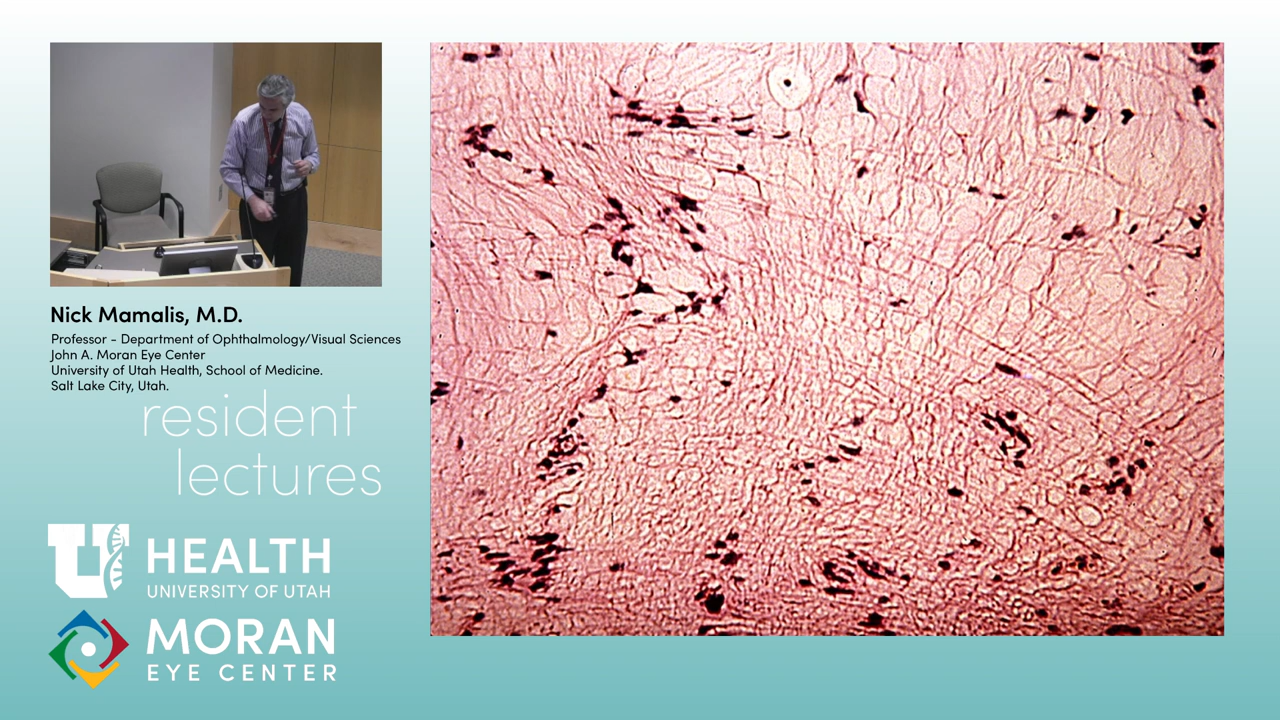 Nick Mamalis, M.D.
Professor - Department of Ophthalmology/Visual Sciences
John A. Moran Eye Center
University of Utah Health, School of Medicine.
Salt Lake City, Utah.
resident
lectures
U HEALTH
UNIVERSITY OF UTAH
MORAN
EYE CENTER